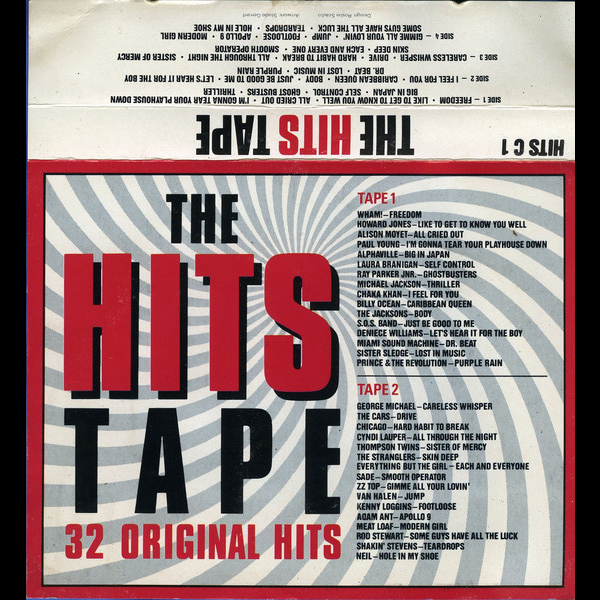 HITS C 1
THE HITS TAPE
SIDE 1 – FREEDOM • LIKE TO GET TO KNOW YOU WELL • ALL CRIED OUT • I'M GONNA TEAR YOUR PLAYHOUSE DOWN
BIG IN JAPAN • SELF CONTROL • GHOST BUSTERS • THRILLER
SIDE 2 – I FEEL FOR YOU • CARIBBEAN QUEEN • BODY • JUST BE GOOD TO ME • LET'S HEAR IT FOR THE BOY
DR. BEAT • LOST IN MUSIC • PURPLE RAIN
SIDE 3 – CARELESS WHISPER • DRIVE • HARD HABIT TO BREAK • ALL THROUGH THE NIGHT • SISTER OF MERCY
SKIN DEEP • EACH AND EVERY ONE • SMOOTH OPERATOR
SIDE 4 – GIMME ALL YOUR LOVIN' • JUMP • FOOTLOOSE • APOLLO 9 • MODERN GIRL
SOME GUYS HAVE ALL THE LUCK • TEARDROPS • HOLE IN MY SHOE
Design: Artwork:
THE
HITS
TAPE
32 ORIGINAL HITS
TAPE 1
WHAM! – FREEDOM
HOWARD JONES – LIKE TO GET TO KNOW YOU WELL
ALISON MOYET – ALL CRIED OUT
PAUL YOUNG – I'M GONNA TEAR YOUR PLAYHOUSE DOWN
ALPHAVILLE – BIG IN JAPAN
LAURA BRANIGAN – SELF CONTROL
RAY PARKER JNR. – GHOSTBUSTERS
MICHAEL JACKSON – THRILLER
CHAKA KHAN – I FEEL FOR YOU
BILLY OCEAN – CARIBBEAN QUEEN
THE JACKSONS – BODY
S.O.S. BAND – JUST BE GOOD TO ME
DENIECE WILLIAMS – LET'S HEAR IT FOR THE BOY
MIAMI SOUND MACHINE – DR. BEAT
SISTER SLEDGE – LOST IN MUSIC
PRINCE & THE REVOLUTION – PURPLE RAIN
TAPE 2
GEORGE MICHAEL – CARELESS WHISPER
THE CARS – DRIVE
CHICAGO – HARD HABIT TO BREAK
CYNDI LAUPER – ALL THROUGH THE NIGHT
THOMPSON TWINS – SISTER OF MERCY
THE STRANGLERS – SKIN DEEP
EVERYTHING BUT THE GIRL – EACH AND EVERYONE
SADE – SMOOTH OPERATOR
ZZ TOP – GIMME ALL YOUR LOVIN'
VAN HALEN – JUMP
KENNY LOGGINS – FOOTLOOSE
ADAM ANT – APOLLO 9
MEAT LOAF – MODERN GIRL
ROD STEWART – SOME GUYS HAVE ALL THE LUCK
SHAKIN' STEVENS – TEARDROPS
NEIL – HOLE IN MY SHOE